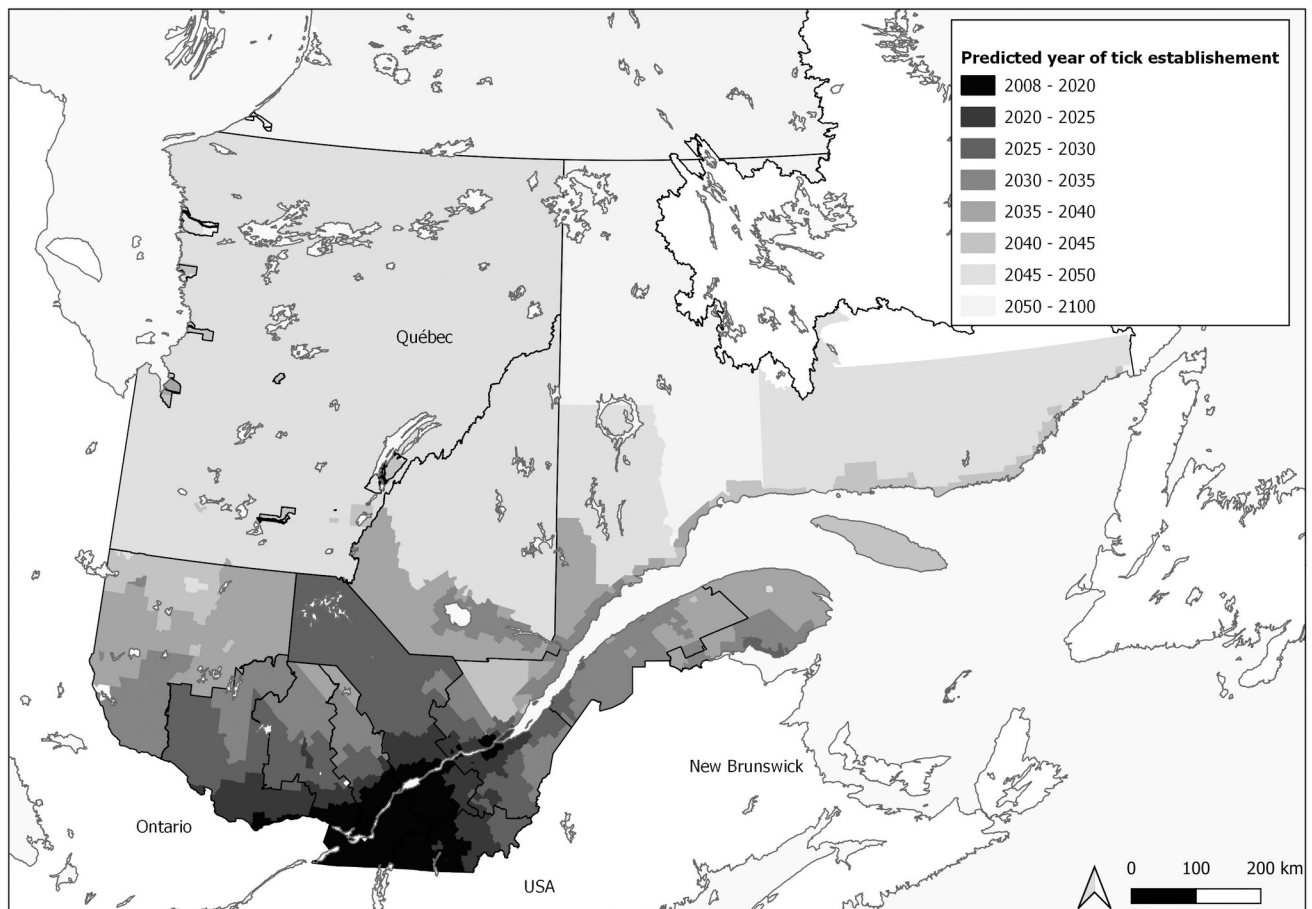 Predicted year of tick establishement
2008 - 2020
2020 - 2025
2025 - 2030
2030 - 2035
2035 - 2040
2040 - 2045
2045 - 2050
2050 - 2100
Québec
New Brunswick
Ontario
USA
0 100 200 km